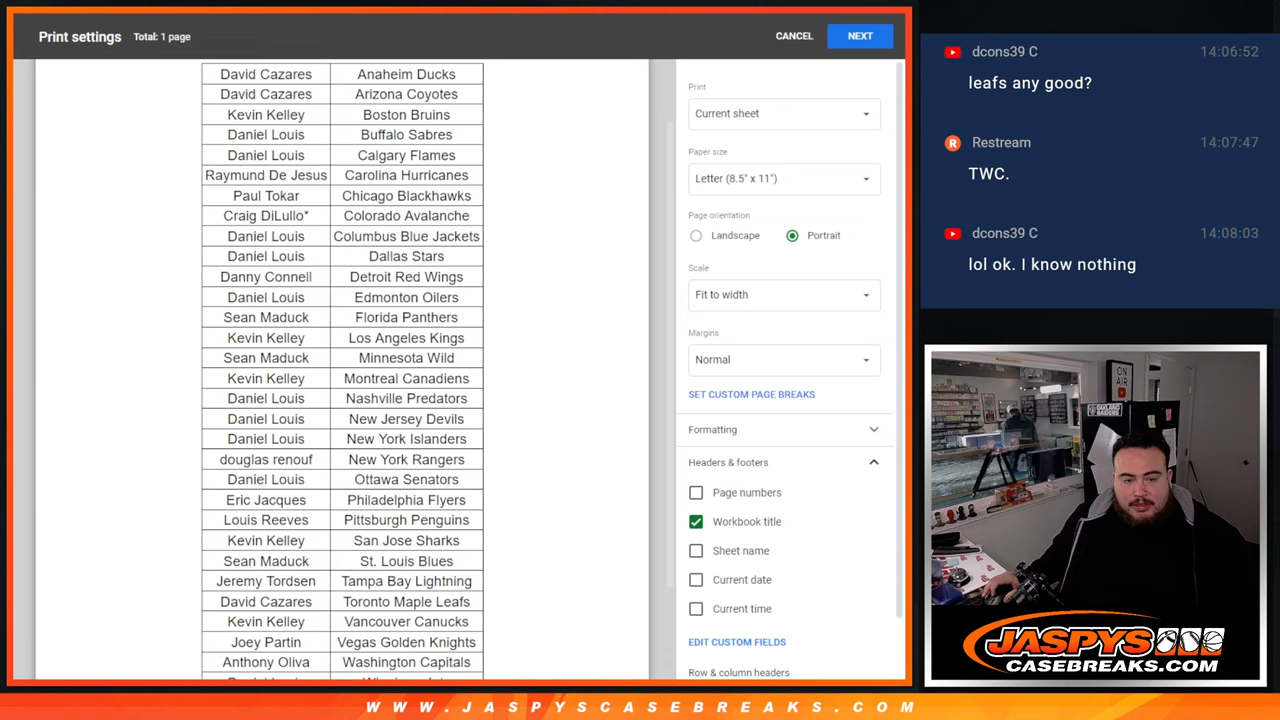 Print settings Total: 1 page CANCEL NEXT
David Cazares Anaheim Ducks
David Cazares Arizona Coyotes
Kevin Kelley Boston Bruins
Daniel Louis Buffalo Sabres
Daniel Louis Calgary Flames
Raymund De Jesus Carolina Hurricanes
Paul Tokar Chicago Blackhawks
Craig DiLullo* Colorado Avalanche
Daniel Louis Columbus Blue Jackets
Daniel Louis Dallas Stars
Danny Connell Detroit Red Wings
Daniel Louis Edmonton Oilers
Sean Maduck Florida Panthers
Kevin Kelley Los Angeles Kings
Sean Maduck Minnesota Wild
Kevin Kelley Montreal Canadiens
Daniel Louis Nashville Predators
Daniel Louis New Jersey Devils
Daniel Louis New York Islanders
douglas renouf New York Rangers
Daniel Louis Ottawa Senators
Eric Jacques Philadelphia Flyers
Louis Reeves Pittsburgh Penguins
Kevin Kelley San Jose Sharks
Sean Maduck St. Louis Blues
Jeremy Tordsen Tampa Bay Lightning
David Cazares Toronto Maple Leafs
Kevin Kelley Vancouver Canucks
Joey Partin Vegas Golden Knights
Anthony Oliva Washington Capitals
Print
Current sheet
Paper size
Letter (8.5" x 11")
Page orientation
Landscape Portrait
Scale
Fit to width
Margins
Normal
SET CUSTOM PAGE BREAKS
Formatting
Headers & footers
Page numbers
Workbook title
Sheet name
Current date
Current time
EDIT CUSTOM FIELDS
Row & column headers
dcons39 C 14:06:52
leafs any good?
R Restream 14:07:47
TWC.
dcons39 C 14:08:03
lol ok. I know nothing
ON
AIR
JASPYS
CASEBREAKS.COM
WWW.JASPYSCASEBREAKS.COM